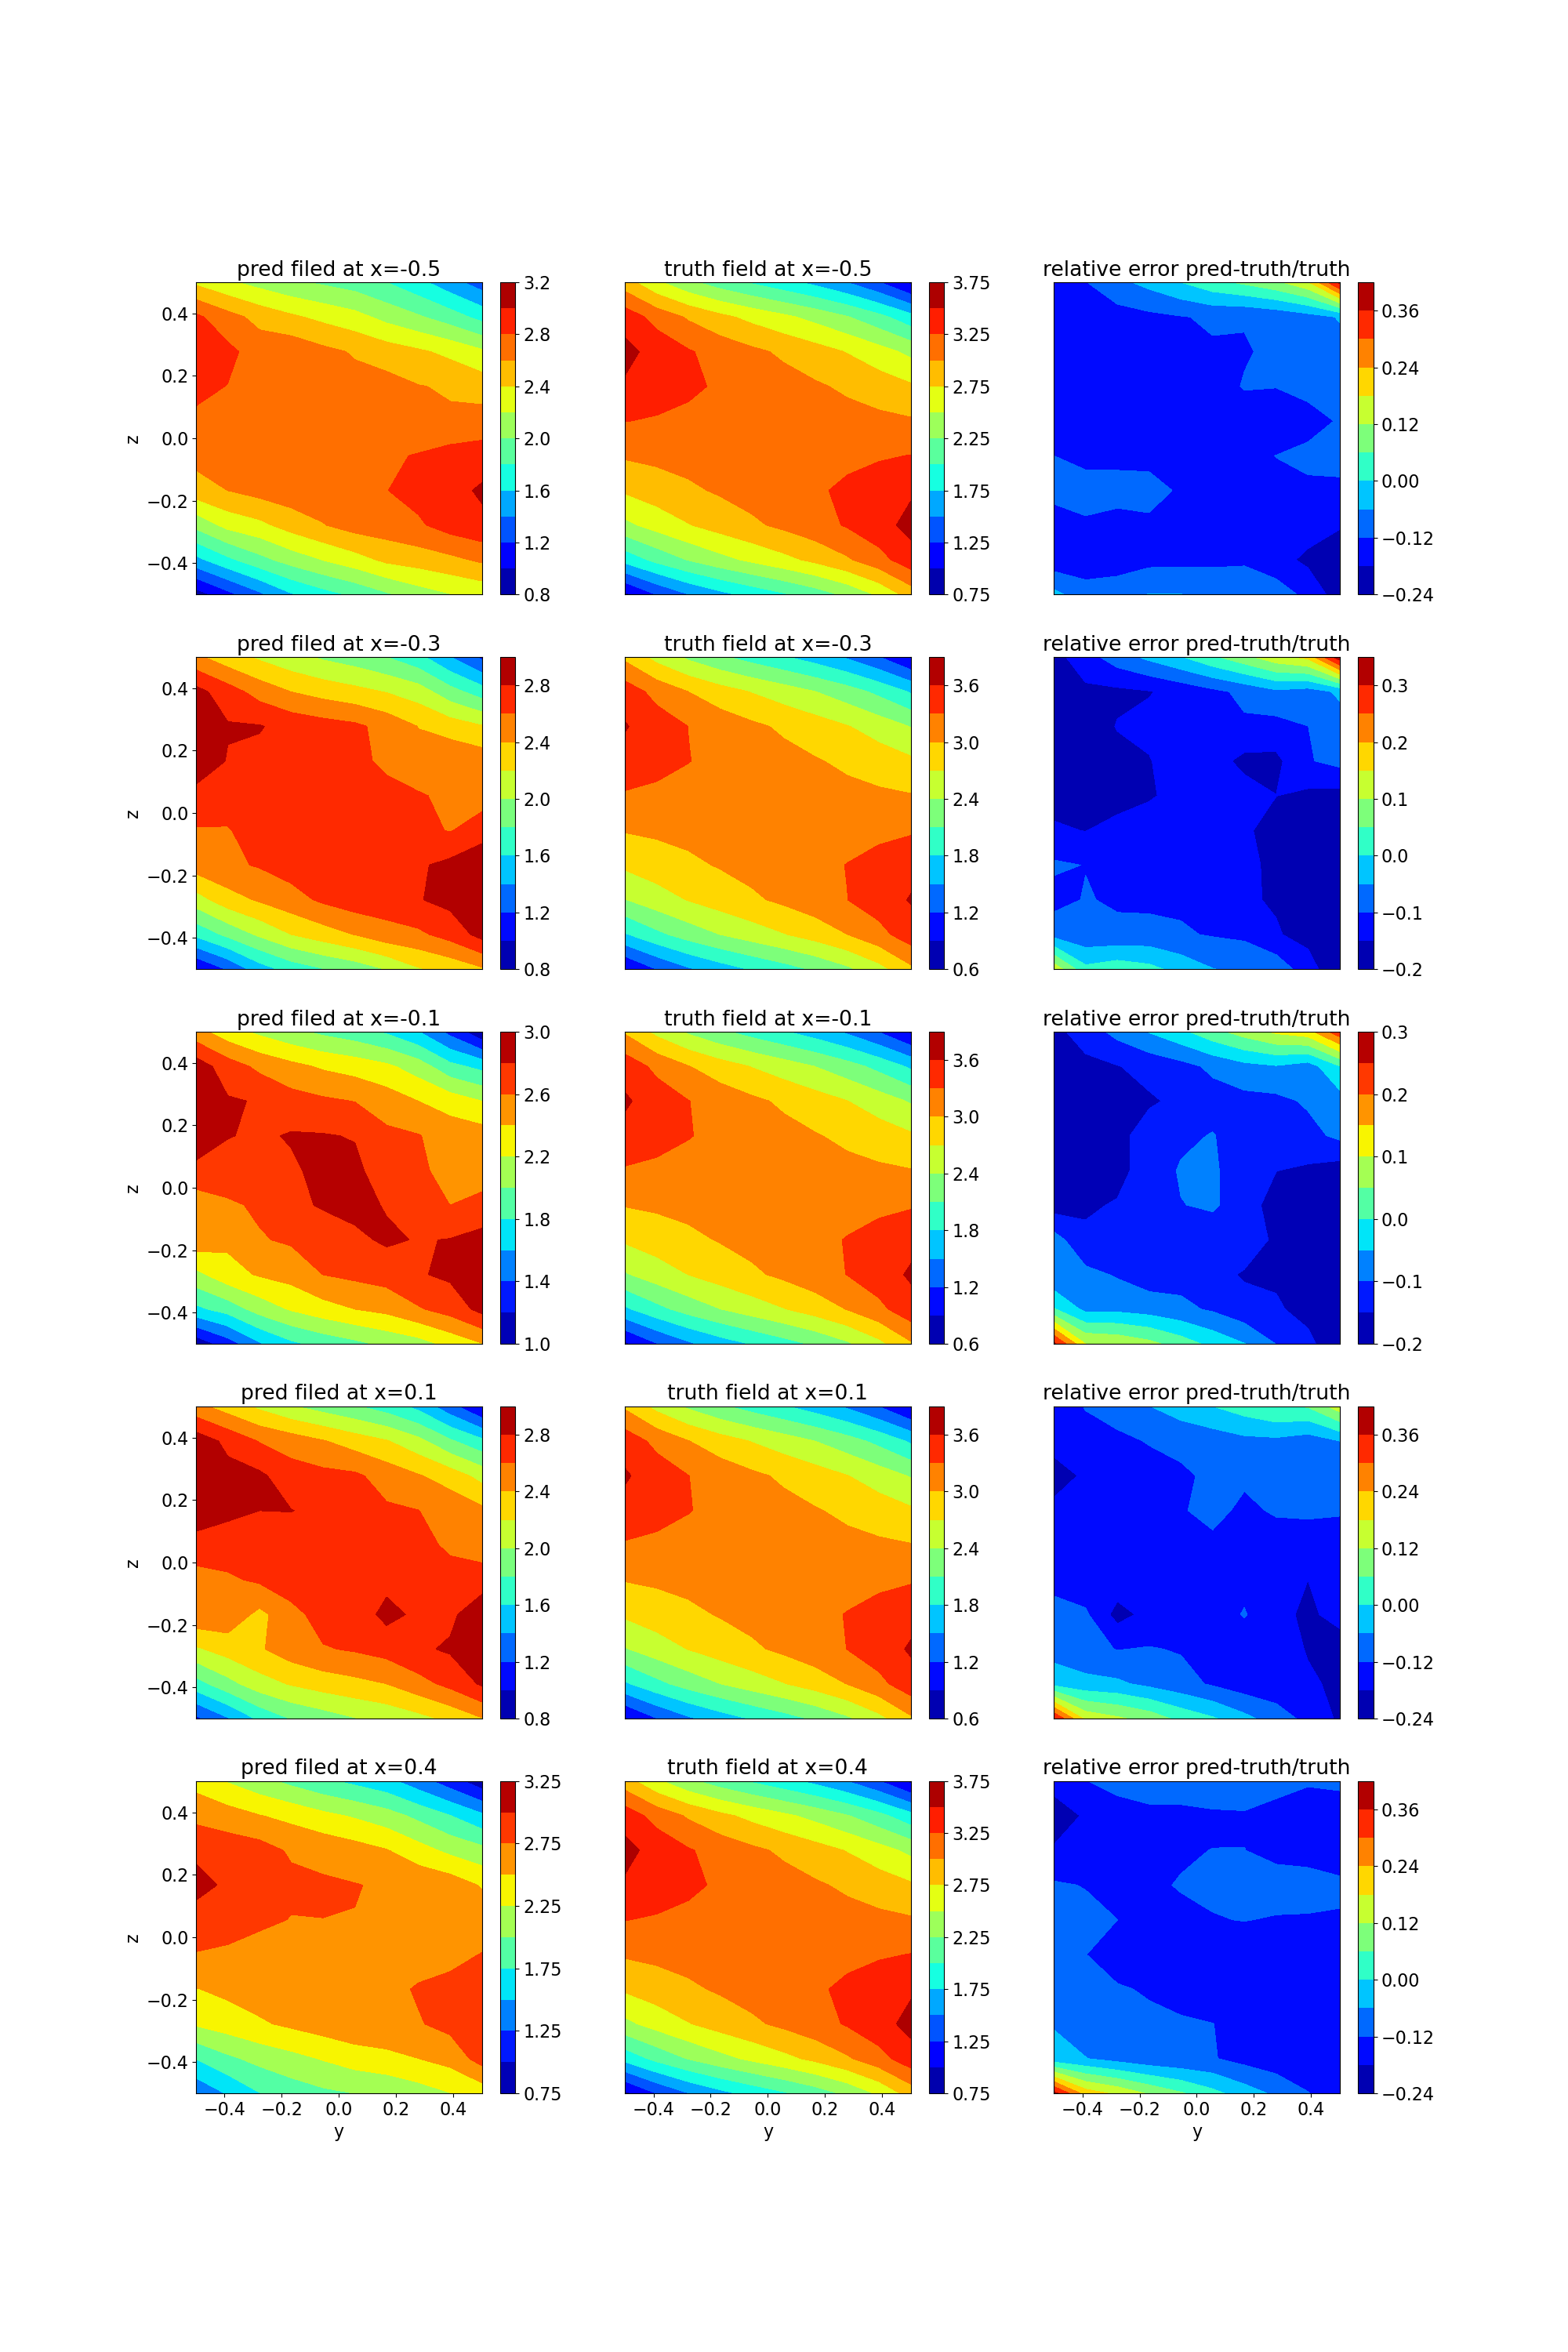 pred filed at x=-0.5 truth field at x=-0.5 relative error pred-truth/truth
0.4 0.2 0.0 −0.2 −0.4
z
3.2 2.8 2.4 2.0 1.6 1.2 0.8
3.75 3.25 2.75 2.25 1.75 1.25 0.75
0.36 0.24 0.12 0.00 −0.12 −0.24
pred filed at x=-0.3 truth field at x=-0.3 relative error pred-truth/truth
0.4 0.2 0.0 −0.2 −0.4
z
2.8 2.4 2.0 1.6 1.2 0.8
3.6 3.0 2.4 1.8 1.2 0.6
0.3 0.2 0.1 0.0 −0.1 −0.2
pred filed at x=-0.1 truth field at x=-0.1 relative error pred-truth/truth
0.4 0.2 0.0 −0.2 −0.4
z
3.0 2.6 2.2 1.8 1.4 1.0
3.6 3.0 2.4 1.8 1.2 0.6
0.3 0.2 0.1 0.0 −0.1 −0.2
pred filed at x=0.1 truth field at x=0.1 relative error pred-truth/truth
0.4 0.2 0.0 −0.2 −0.4
z
2.8 2.4 2.0 1.6 1.2 0.8
3.6 3.0 2.4 1.8 1.2 0.6
0.36 0.24 0.12 0.00 −0.12 −0.24
pred filed at x=0.4 truth field at x=0.4 relative error pred-truth/truth
0.4 0.2 0.0 −0.2 −0.4
z
3.25 2.75 2.25 1.75 1.25 0.75
3.75 3.25 2.75 2.25 1.75 1.25 0.75
0.36 0.24 0.12 0.00 −0.12 −0.24
−0.4 −0.2 0.0 0.2 0.4 −0.4 −0.2 0.0 0.2 0.4 −0.4 −0.2 0.0 0.2 0.4
y y y